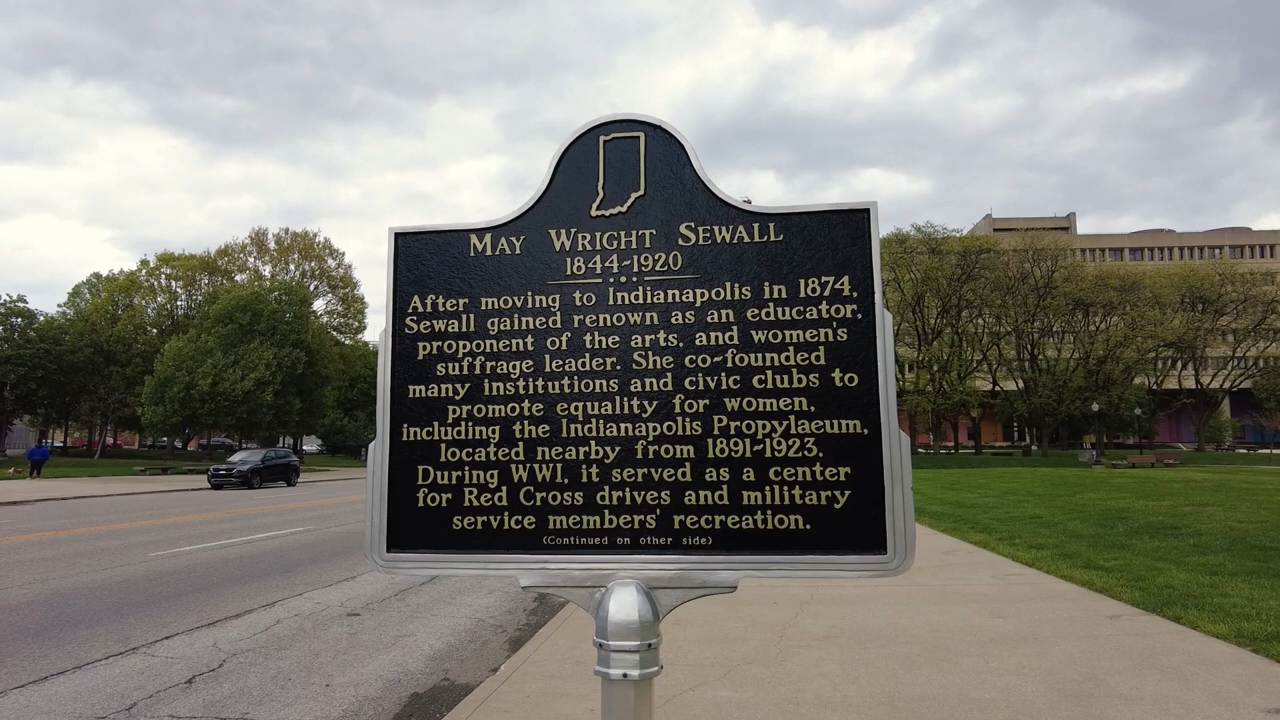 May Wright Sewall
1844~1920
After moving to Indianapolis in 1874,
Sewall gained renown as an educator,
proponent of the arts, and women's
suffrage leader. She co-founded
many institutions and civic clubs to
promote equality for women,
including the Indianapolis Propylaeum,
located nearby from 1891~1923.
During WWI, it served as a center
for Red Cross drives and military
service members' recreation.
(Continued on other side)